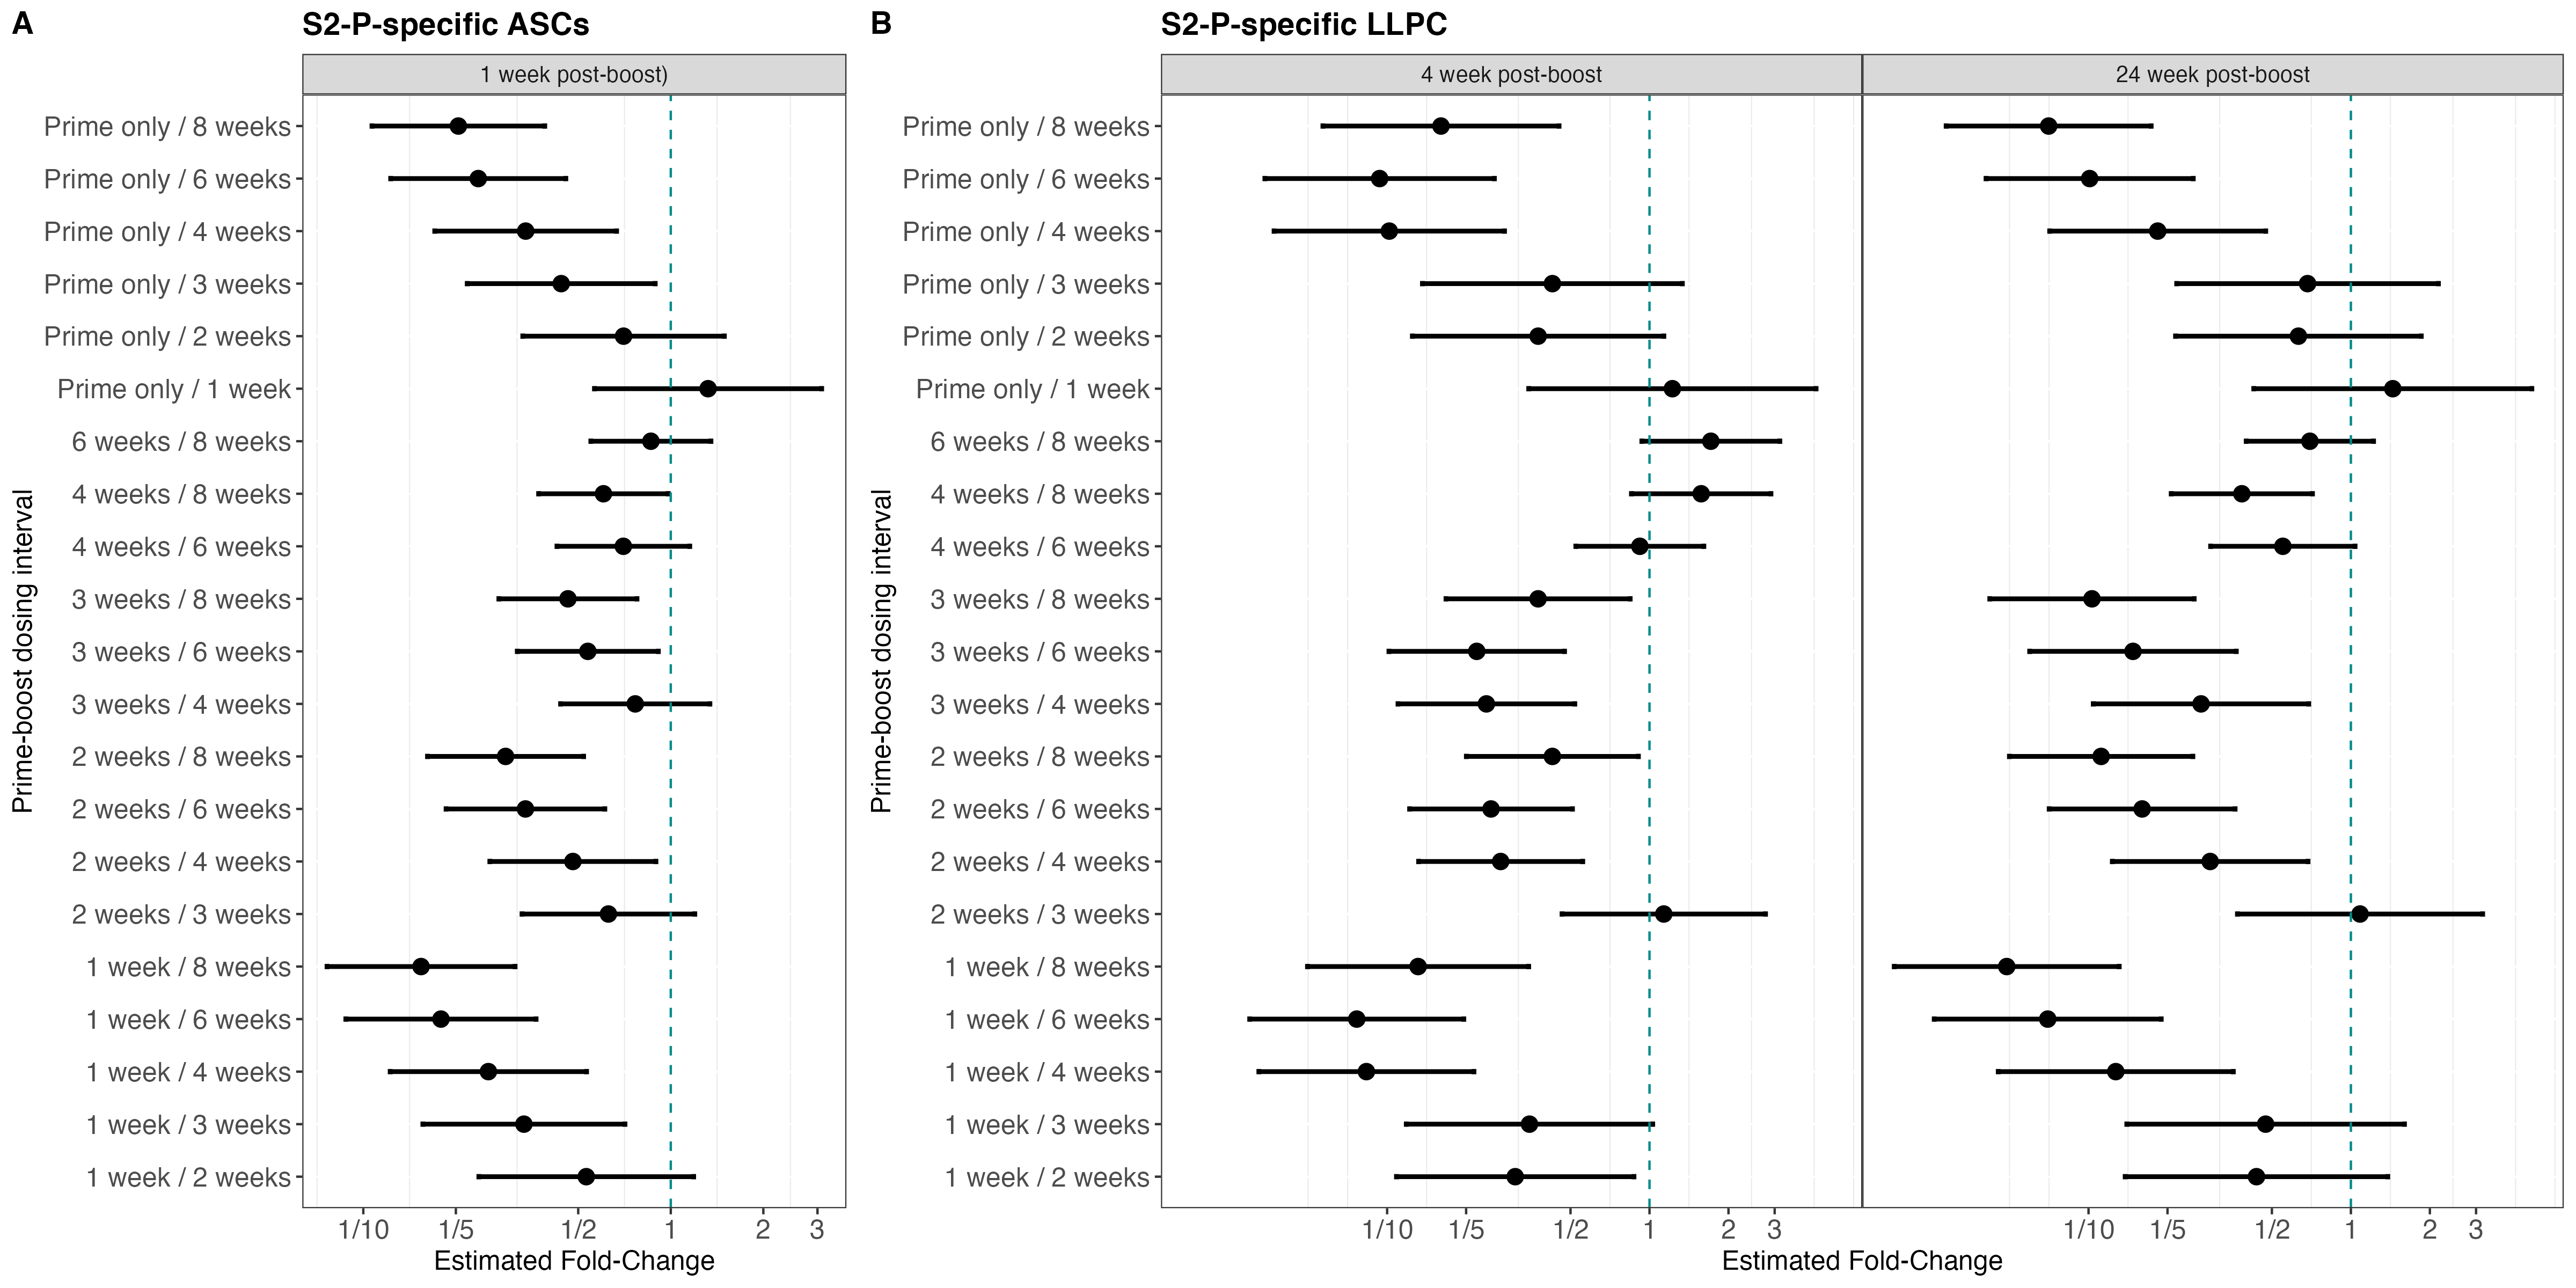 A
S2-P-specific ASCs
1 week post-boost)
Prime-boost dosing interval
Prime only / 8 weeks
Prime only / 6 weeks
Prime only / 4 weeks
Prime only / 3 weeks
Prime only / 2 weeks
Prime only / 1 week
6 weeks / 8 weeks
4 weeks / 8 weeks
4 weeks / 6 weeks
3 weeks / 8 weeks
3 weeks / 6 weeks
3 weeks / 4 weeks
2 weeks / 8 weeks
2 weeks / 6 weeks
2 weeks / 4 weeks
2 weeks / 3 weeks
1 week / 8 weeks
1 week / 6 weeks
1 week / 4 weeks
1 week / 3 weeks
1 week / 2 weeks
1/10 1/5 1/2 1 2 3
Estimated Fold-Change
B
S2-P-specific LLPC
4 week post-boost
24 week post-boost
Prime-boost dosing interval
Prime only / 8 weeks
Prime only / 6 weeks
Prime only / 4 weeks
Prime only / 3 weeks
Prime only / 2 weeks
Prime only / 1 week
6 weeks / 8 weeks
4 weeks / 8 weeks
4 weeks / 6 weeks
3 weeks / 8 weeks
3 weeks / 6 weeks
3 weeks / 4 weeks
2 weeks / 8 weeks
2 weeks / 6 weeks
2 weeks / 4 weeks
2 weeks / 3 weeks
1 week / 8 weeks
1 week / 6 weeks
1 week / 4 weeks
1 week / 3 weeks
1 week / 2 weeks
1/10 1/5 1/2 1 2 3
1/10 1/5 1/2 1 2 3
Estimated Fold-Change